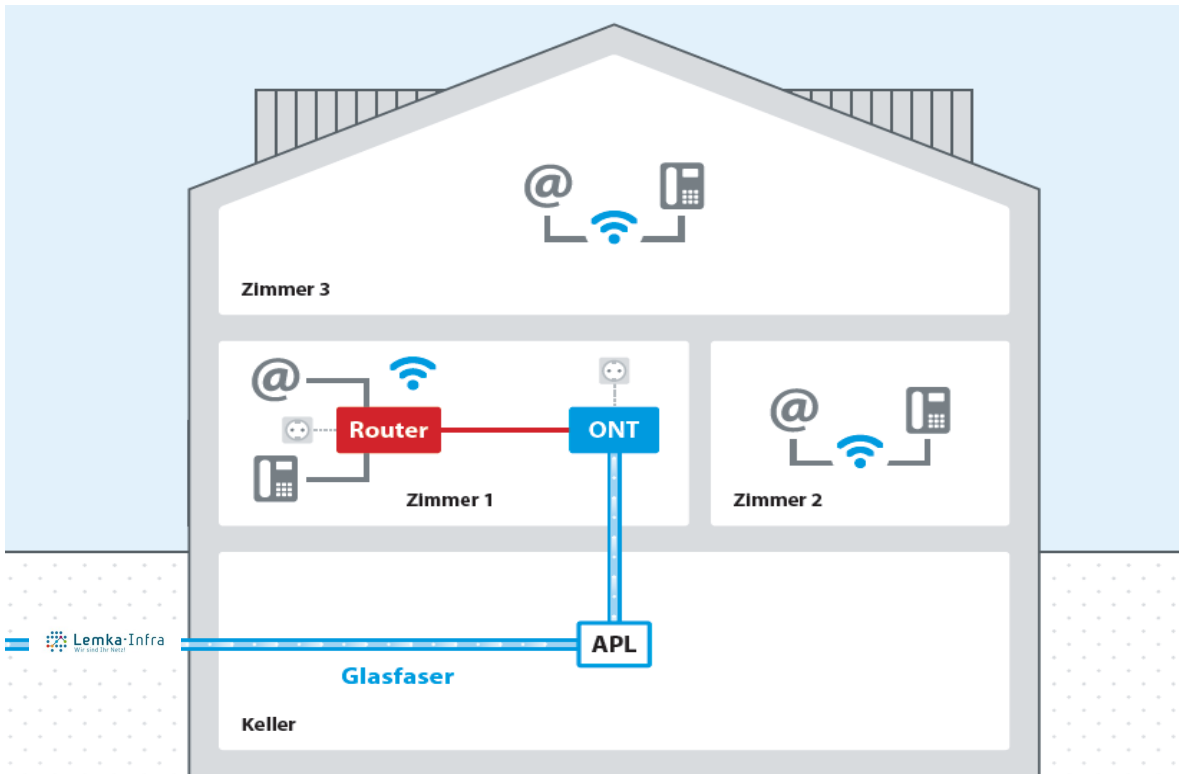 @
Zimmer 3
@
Router
ONT
Zimmer 1
@
Zimmer 2
Lemka-Infra
Wir sind Ihr Netz!
APL
Glasfaser
Keller